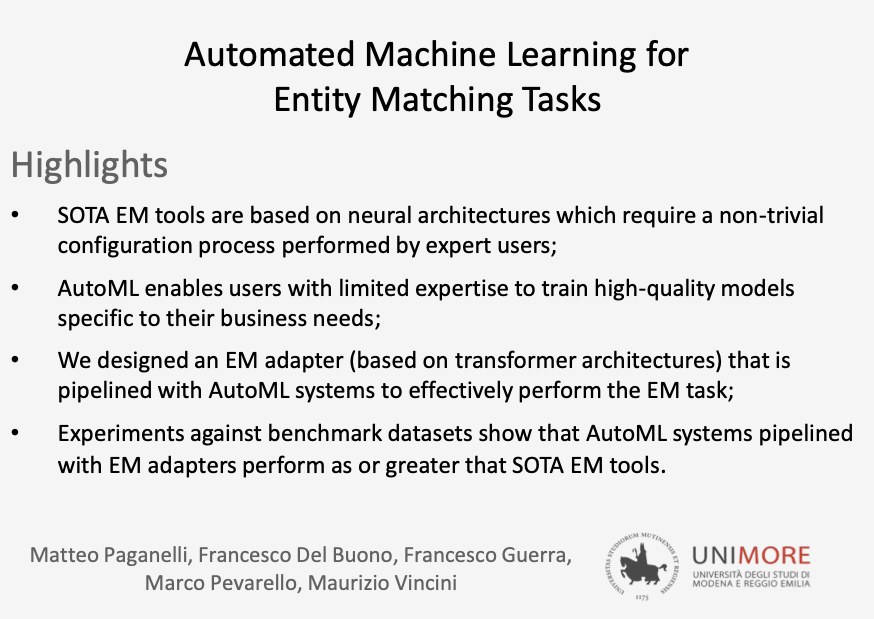 Automated Machine Learning for
Entity Matching Tasks
Highlights
• SOTA EM tools are based on neural architectures which require a non-trivial
configuration process performed by expert users;
• AutoML enables users with limited expertise to train high-quality models
specific to their business needs;
• We designed an EM adapter (based on transformer architectures) that is
pipelined with AutoML systems to effectively perform the EM task;
• Experiments against benchmark datasets show that AutoML systems pipelined
with EM adapters perform as or greater that SOTA EM tools.
Matteo Paganelli, Francesco Del Buono, Francesco Guerra,
Marco Pevarello, Maurizio Vincini
UNIVERSITAS STUDIORUM MUTINENSIS ET REGIENSIS
1175
UNIMORE
UNIVERSITÀ DEGLI STUDI DI
MODENA E REGGIO EMILIA